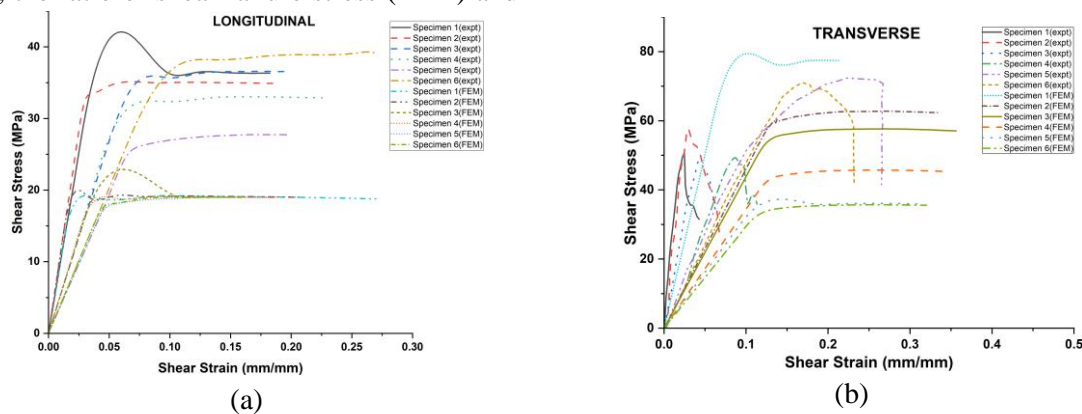 LONGITUDINAL
Shear Stress (MPa)
40
30
20
10
0
0.00 0.05 0.10 0.15 0.20 0.25 0.30
Shear Strain (mm/mm)
Specimen 1(expt)
Specimen 2(expt)
Specimen 3(expt)
Specimen 4(expt)
Specimen 5(expt)
Specimen 6(expt)
Specimen 1(FEM)
Specimen 2(FEM)
Specimen 3(FEM)
Specimen 4(FEM)
Specimen 5(FEM)
Specimen 6(FEM)
(a)
TRANSVERSE
Shear Stress (MPa)
80
60
40
20
0
0.0 0.1 0.2 0.3 0.4 0.5
Shear Strain (mm/mm)
Specimen 1(expt)
Specimen 2(expt)
Specimen 3(expt)
Specimen 4(expt)
Specimen 5(expt)
Specimen 6(expt)
Specimen 1(FEM)
Specimen 2(FEM)
Specimen 3(FEM)
Specimen 4(FEM)
Specimen 5(FEM)
Specimen 6(FEM)
(b)